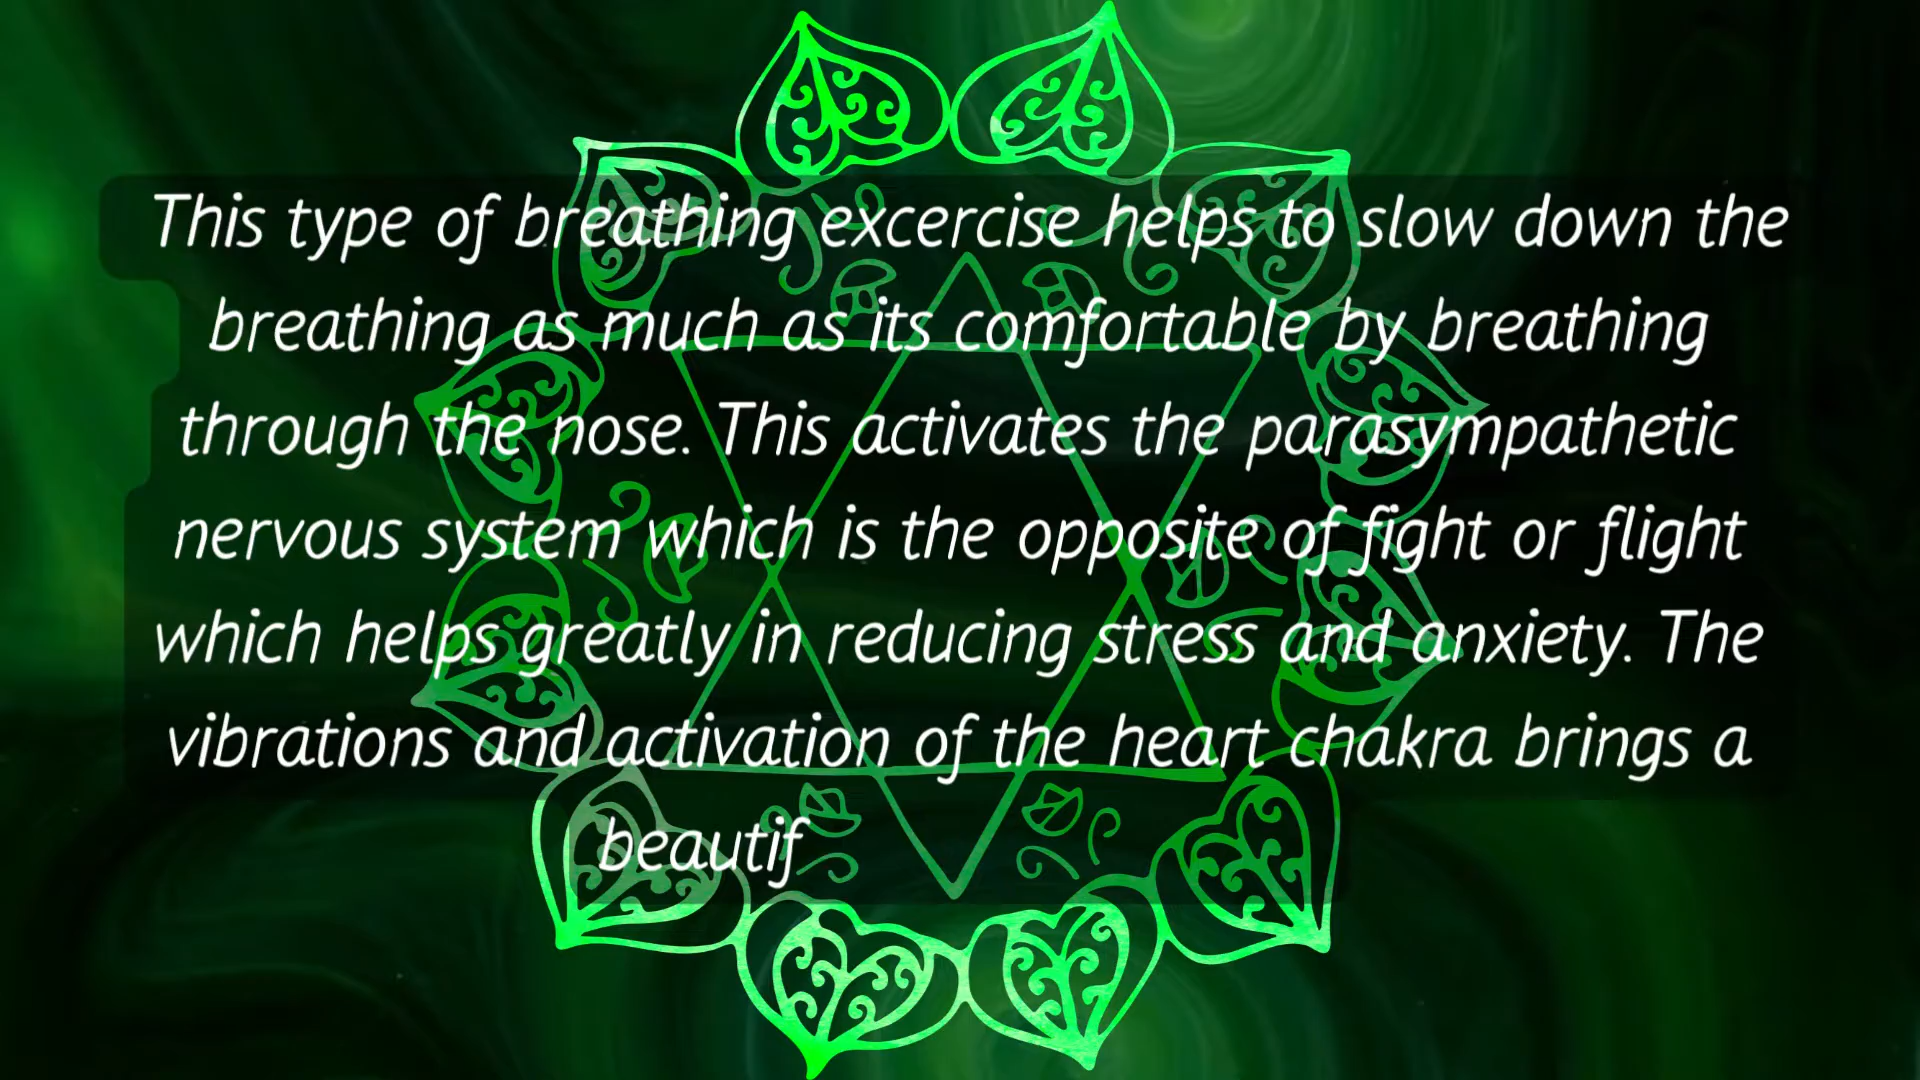 This type of breathing excercise helps to slow down the
breathing as much as its comfortable by breathing
through the nose. This activates the parasympathetic
nervous system which is the opposite of fight or flight
which helps greatly in reducing stress and anxiety. The
vibrations and activation of the heart chakra brings a
beautif